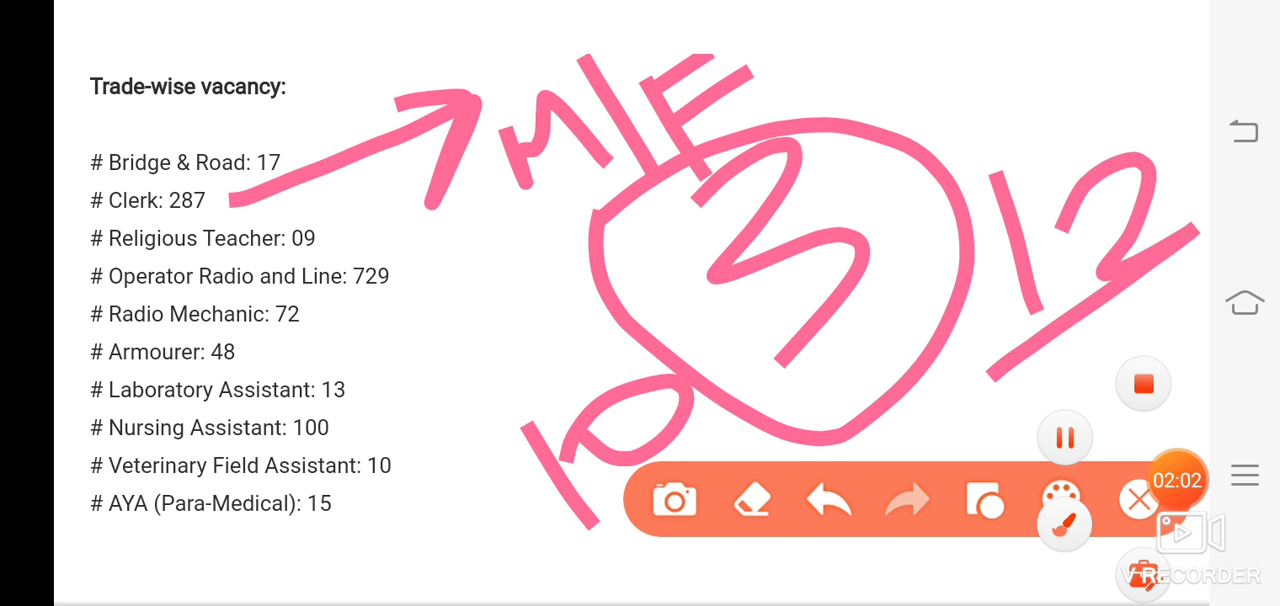 Trade-wise vacancy:
M/F
# Bridge & Road: 17
# Clerk: 287
3
12
# Religious Teacher: 09
# Operator Radio and Line: 729
# Radio Mechanic: 72
# Armourer: 48
# Laboratory Assistant: 13
10
# Nursing Assistant: 100
# Veterinary Field Assistant: 10
# AYA (Para-Medical): 15
02:02
V RECORDER